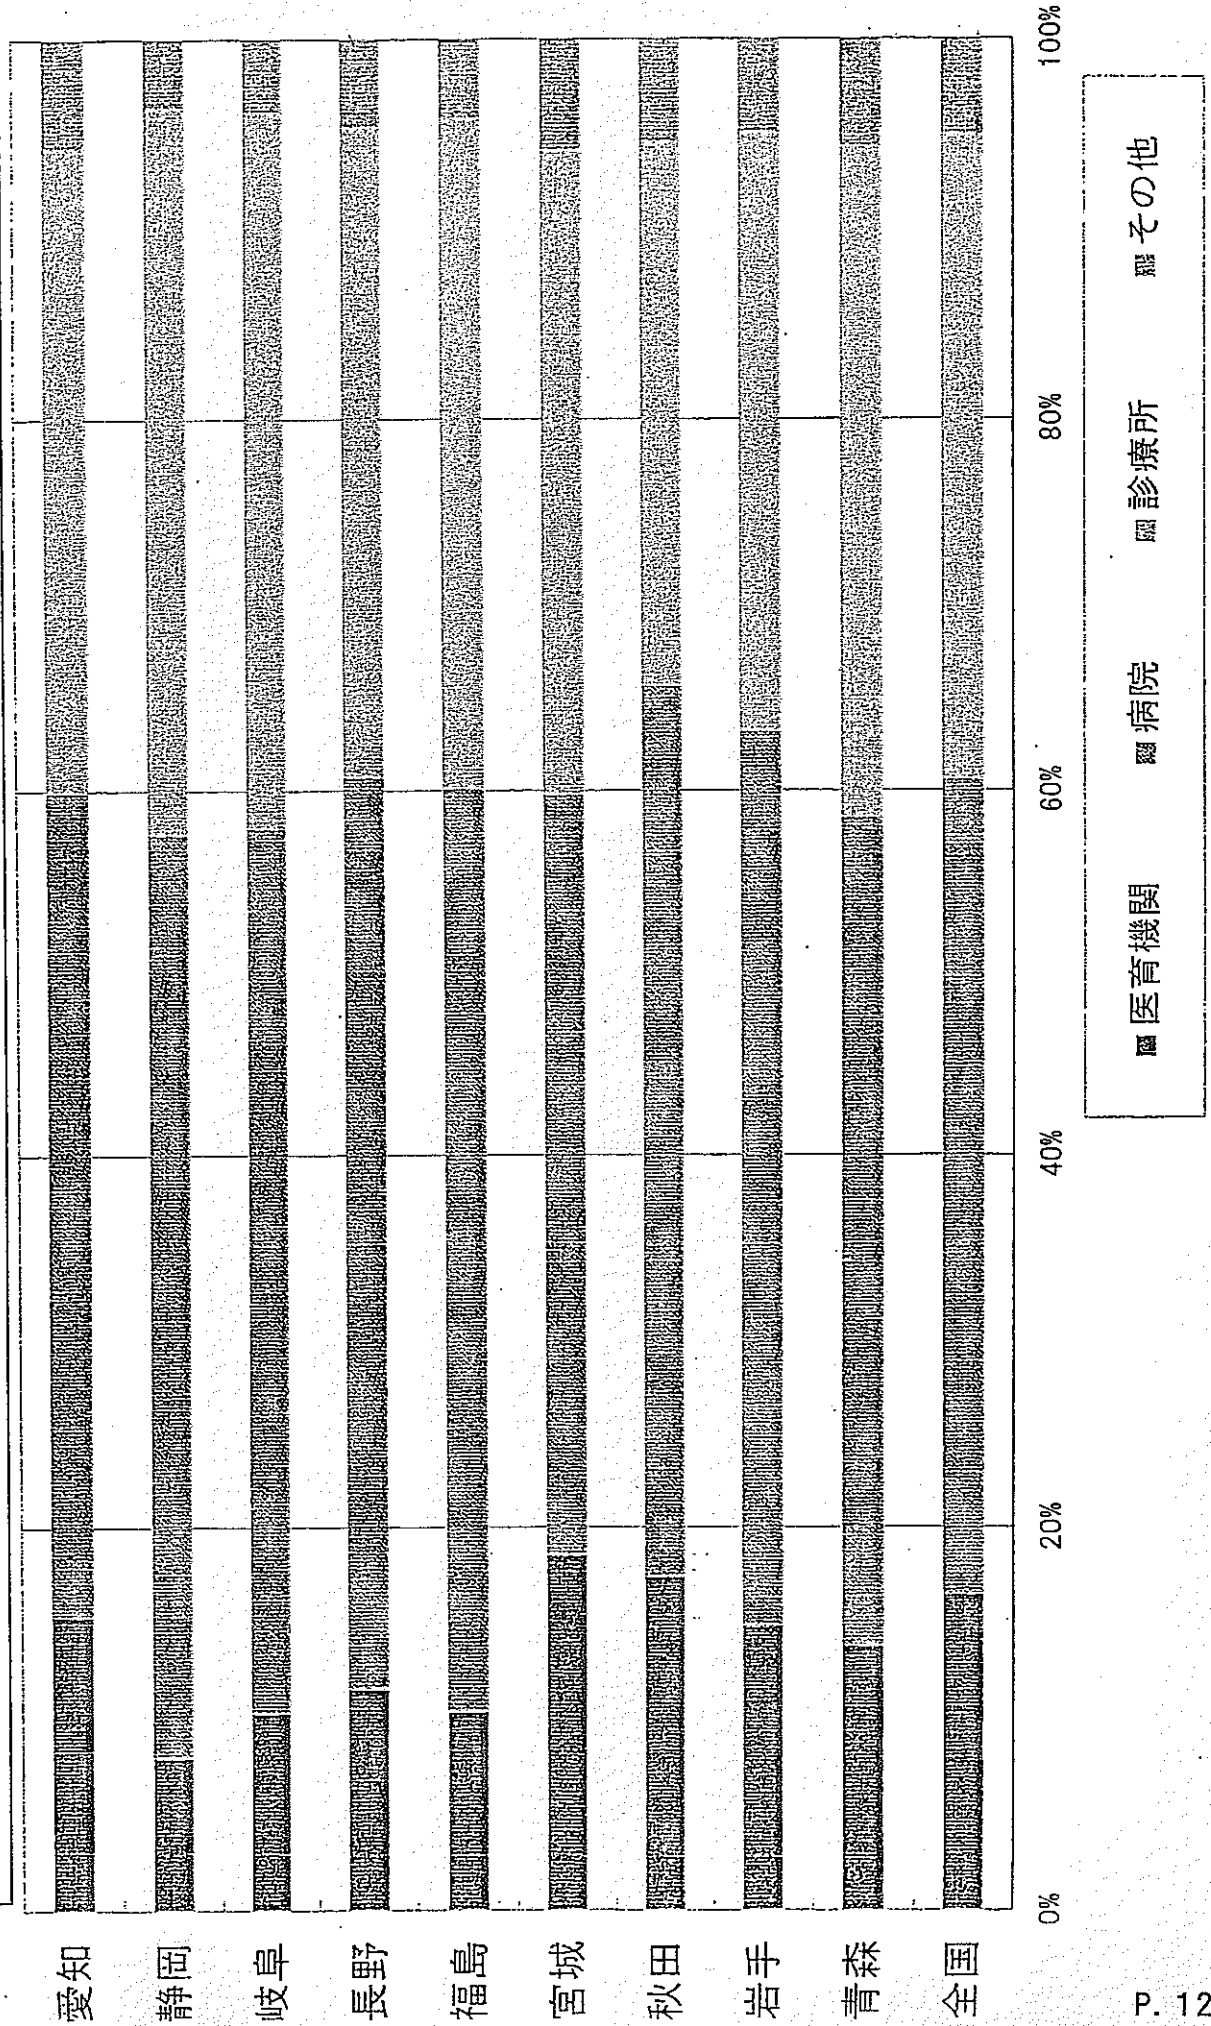 愛知
静岡
岐阜
長野
福島
宮城
秋田
岩手
青森
全国
0%
20%
40%
60%
80%
100%
医育機関
病院
診療所
その他
P. 12